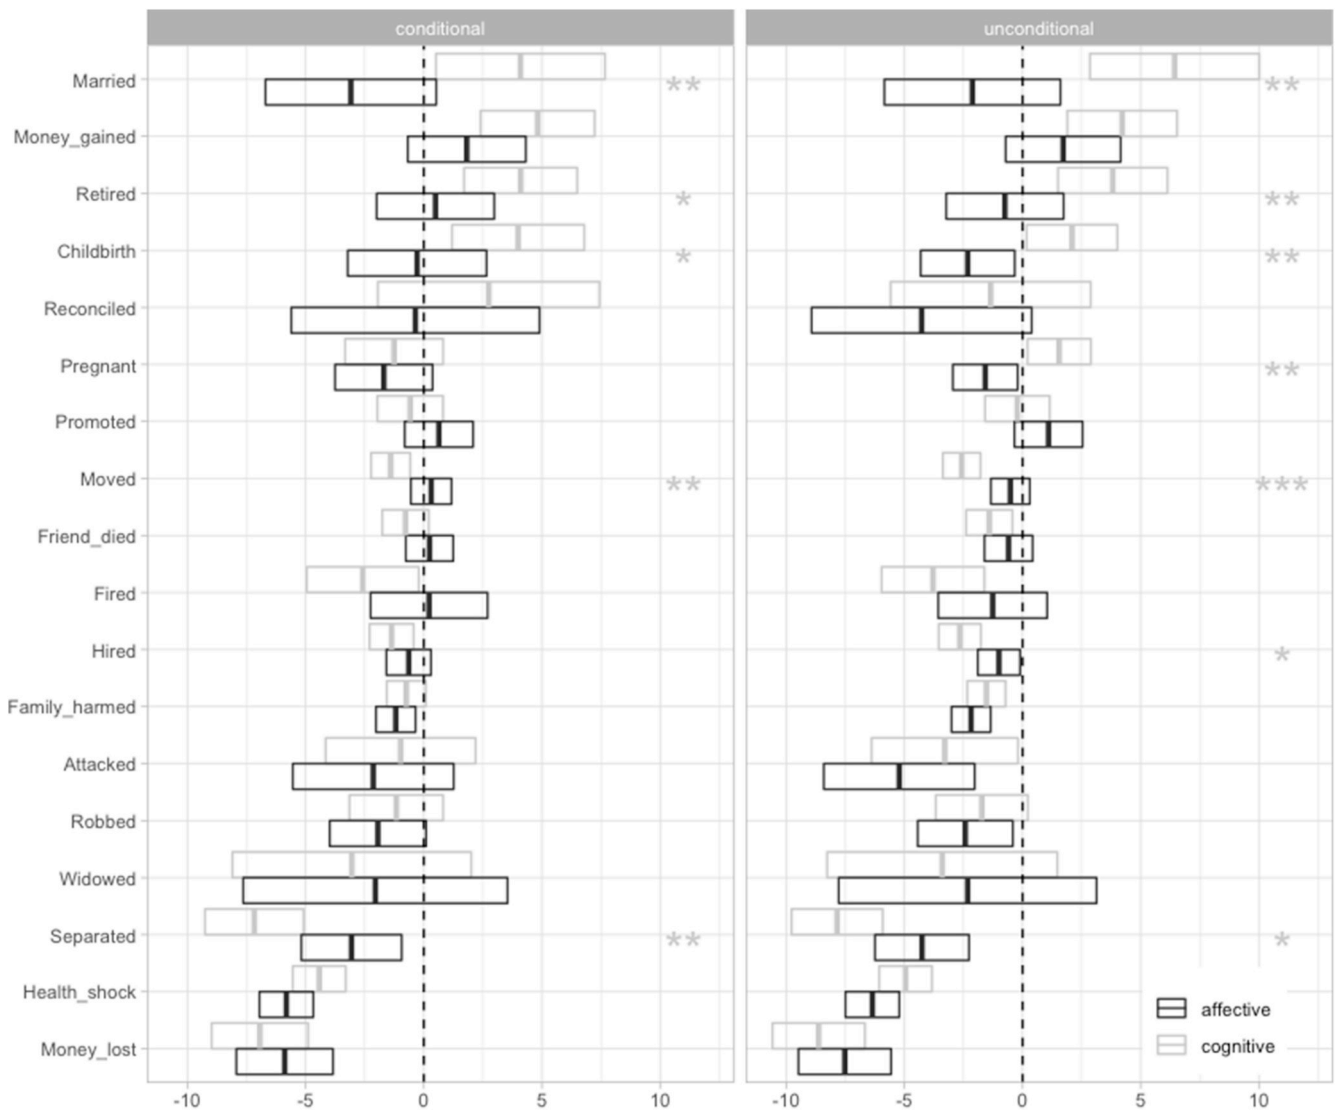 conditional unconditional
Married ** **
Money_gained
Retired * **
Childbirth * **
Reconciled
Pregnant **
Promoted
Moved ** ***
Friend_died
Fired
Hired *
Family_harmed
Attacked
Robbed
Widowed
Separated ** *
Health_shock
Money_lost
affective
cognitive
-10 -5 0 5 10 -10 -5 0 5 10